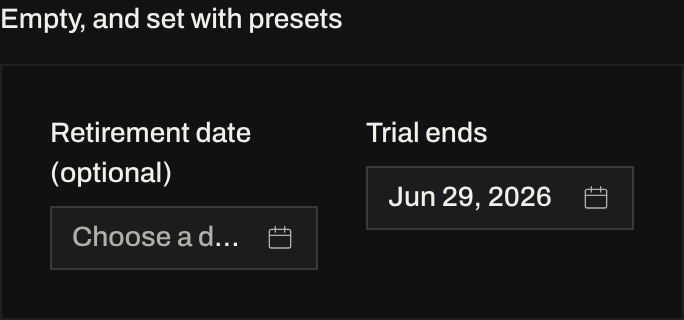 Empty, and set with presets
Retirement date
(optional)
Choose a d...
Trial ends
Jun 29, 2026